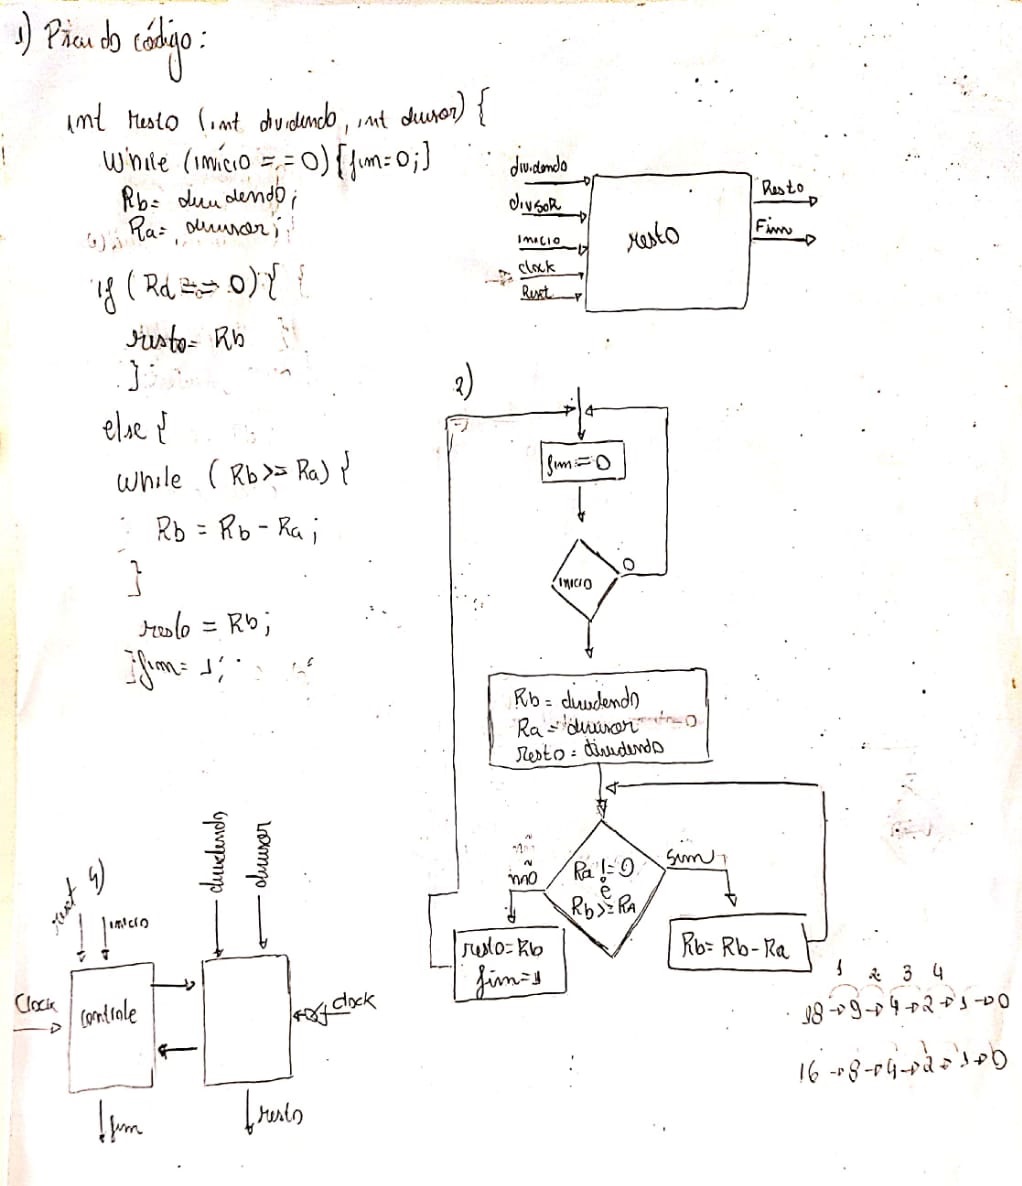 1) Pseudo código:
int resto (int dividendo, int divisor) {
While (inicio == 0) {fim=0;}
Rb= dividendo;
Ra= divisor;
if (Ra == 0) {
resto= Rb
}
else {
while (Rb>= Ra) {
Rb = Rb - Ra;
}
resto = Rb;
}fim= 1;
dividendo
divisor
inicio
clock
Reset
resto
Resto
Fim
2)
fim=0
inicio
0
Rb= dividendo
Ra= divisor
Resto= dividendo
Ra != 0
e
Rb>=RA
não
sim
resto=Rb
fim=1
Rb= Rb-Ra
4)
reset
inicio
dividendo
divisor
Clock
controle
clock
fim
resto
1 2 3 4
18→9→4→2→1→0
16→8→4→2→1→0